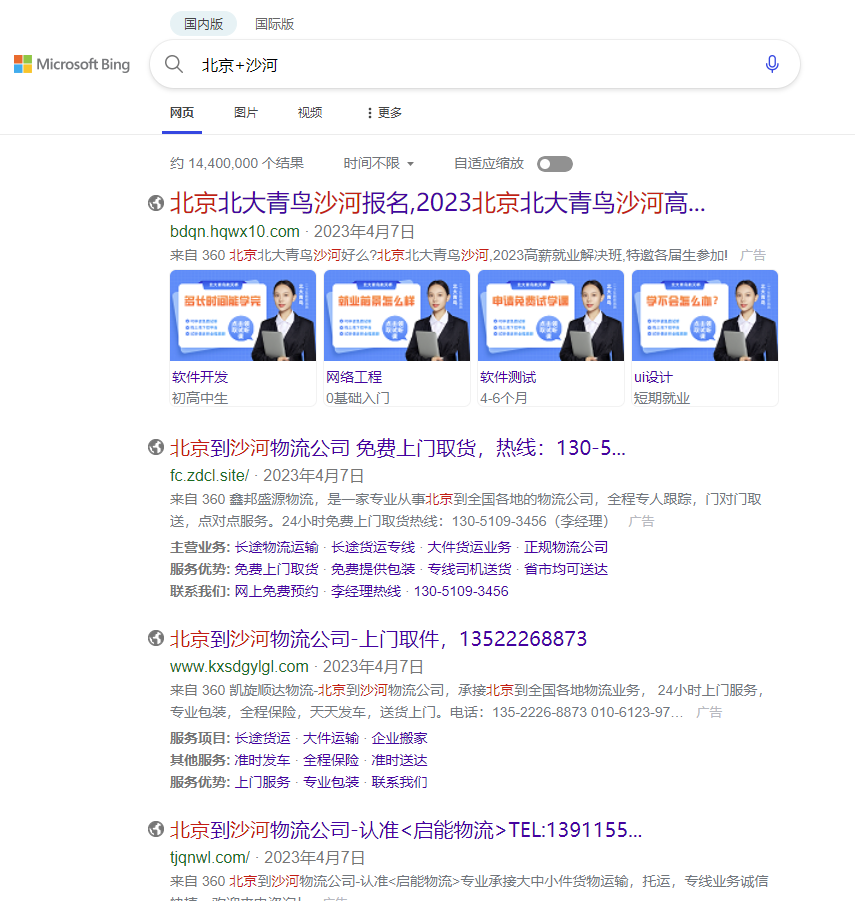 国内版 国际版
Microsoft Bing
北京+沙河
网页 图片 视频 更多
约 14,400,000 个结果 时间不限 自适应缩放
北京北大青鸟沙河报名,2023北京北大青鸟沙河高...
bdqn.hqwx10.com · 2023年4月7日
来自 360 北京北大青鸟沙河好么?北京北大青鸟沙河,2023高薪就业解决班,特邀各届生参加! 广告
多长时间能学完 就业前景怎么样 申请免费试学课 学不会怎么办?
软件开发 网络工程 软件测试 ui设计
初高中生 0基础入门 4-6个月 短期就业
北京到沙河物流公司 免费上门取货，热线：130-5...
fc.zdcl.site/ · 2023年4月7日
来自 360 鑫邦盛源物流，是一家专业从事北京到全国各地的物流公司，全程专人跟踪，门对门取
送，点对点服务。24小时免费上门取货热线：130-5109-3456（李经理） 广告
主营业务: 长途物流运输 · 长途货运专线 · 大件货运业务 · 正规物流公司
服务优势: 免费上门取货 · 免费提供包装 · 专线司机送货 · 省市均可送达
联系我们: 网上免费预约 · 李经理热线 · 130-5109-3456
北京到沙河物流公司-上门取件，13522268873
www.kxsdgylgl.com · 2023年4月7日
来自 360 凯旋顺达物流-北京到沙河物流公司，承接北京到全国各地物流业务， 24小时上门服务，
专业包装，全程保险，天天发车，送货上门。电话：135-2226-8873 010-6123-97… 广告
服务项目: 长途货运 · 大件运输 · 企业搬家
其他服务: 准时发车 · 全程保险 · 准时送达
服务优势: 上门服务 · 专业包装 · 联系我们
北京到沙河物流公司-认准<启能物流>TEL:1391155...
tjqnwl.com/ · 2023年4月7日
来自 360 北京到沙河物流公司-认准<启能物流>专业承接大中小件货物运输，托运，专线业务诚信